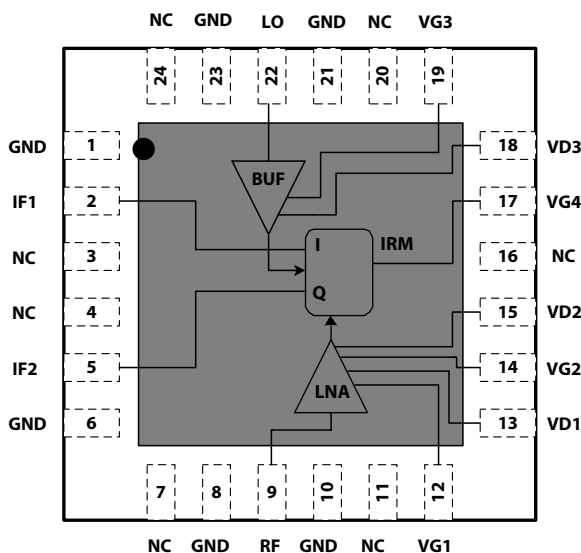 NC GND LO GND NC VG3
24 23 22 21 20 19
GND 1 18 VD3
BUF
IF1 2 17 VG4
I IRM
NC 3 16 NC
Q
NC 4 15 VD2
IF2 5 14 VG2
LNA
GND 6 13 VD1
7 8 9 10 11 12
NC GND RF GND NC VG1